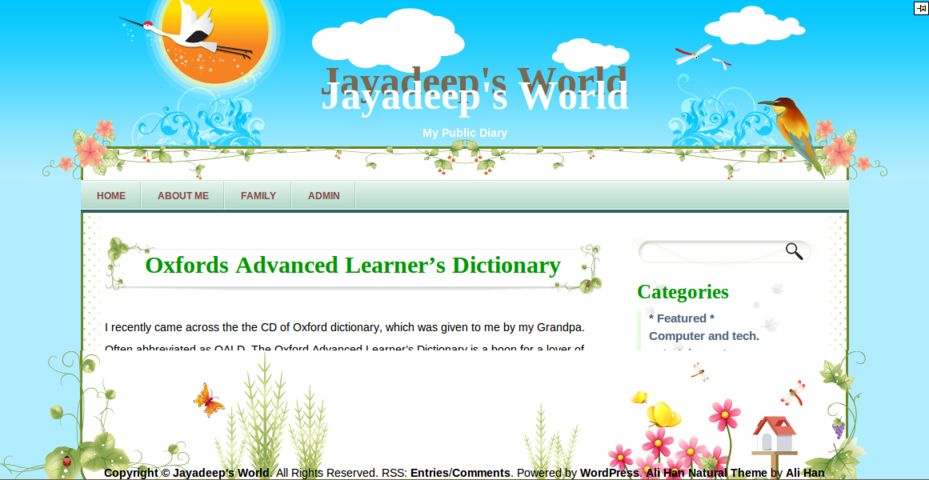 Jayadeep's World
Jayadeep's World
My Public Diary
HOME
ABOUT ME
FAMILY
ADMIN
Oxfords Advanced Learner’s Dictionary
I recently came across the the CD of Oxford dictionary, which was given to me by my Grandpa.
Often abbreviated as OALD, The Oxford Advanced Learner’s Dictionary is a boon for a lover of
Categories
* Featured *
Computer and tech.
Copyright © Jayadeep's World. All Rights Reserved. RSS: Entries/Comments. Powered by WordPress. Ali Han Natural Theme by Ali Han